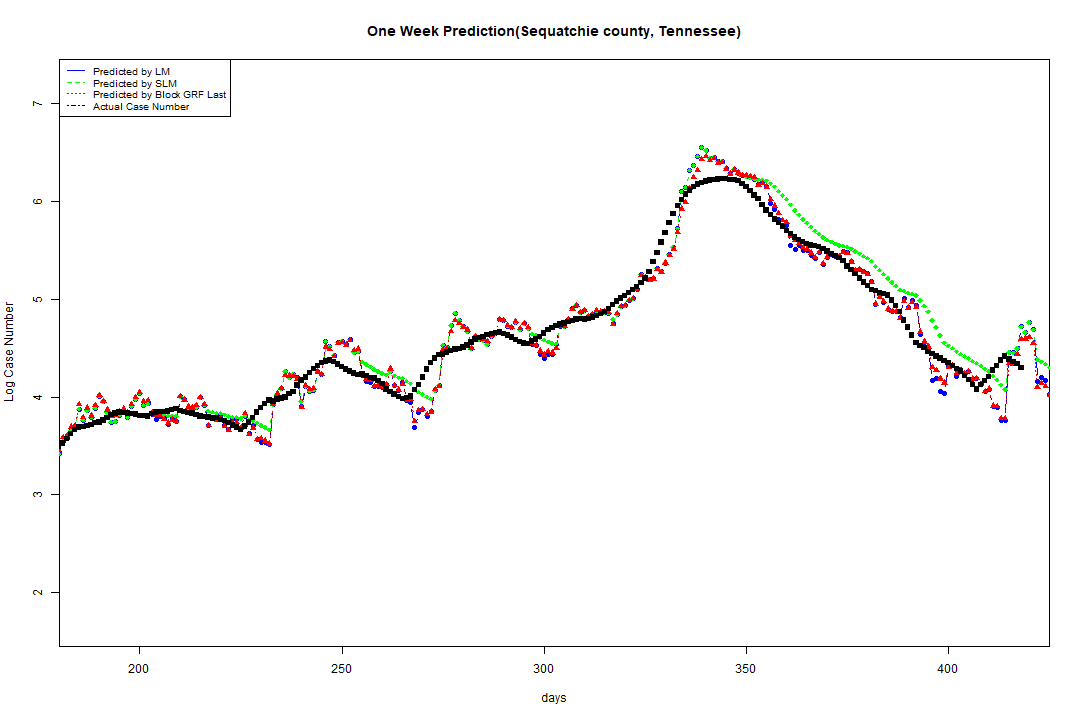 One Week Prediction(Sequatchie county, Tennessee)
Predicted by LM
Predicted by SLM
Predicted by Block GRF Last
Actual Case Number
Log Case Number
7
6
5
4
3
2
200 250 300 350 400
days